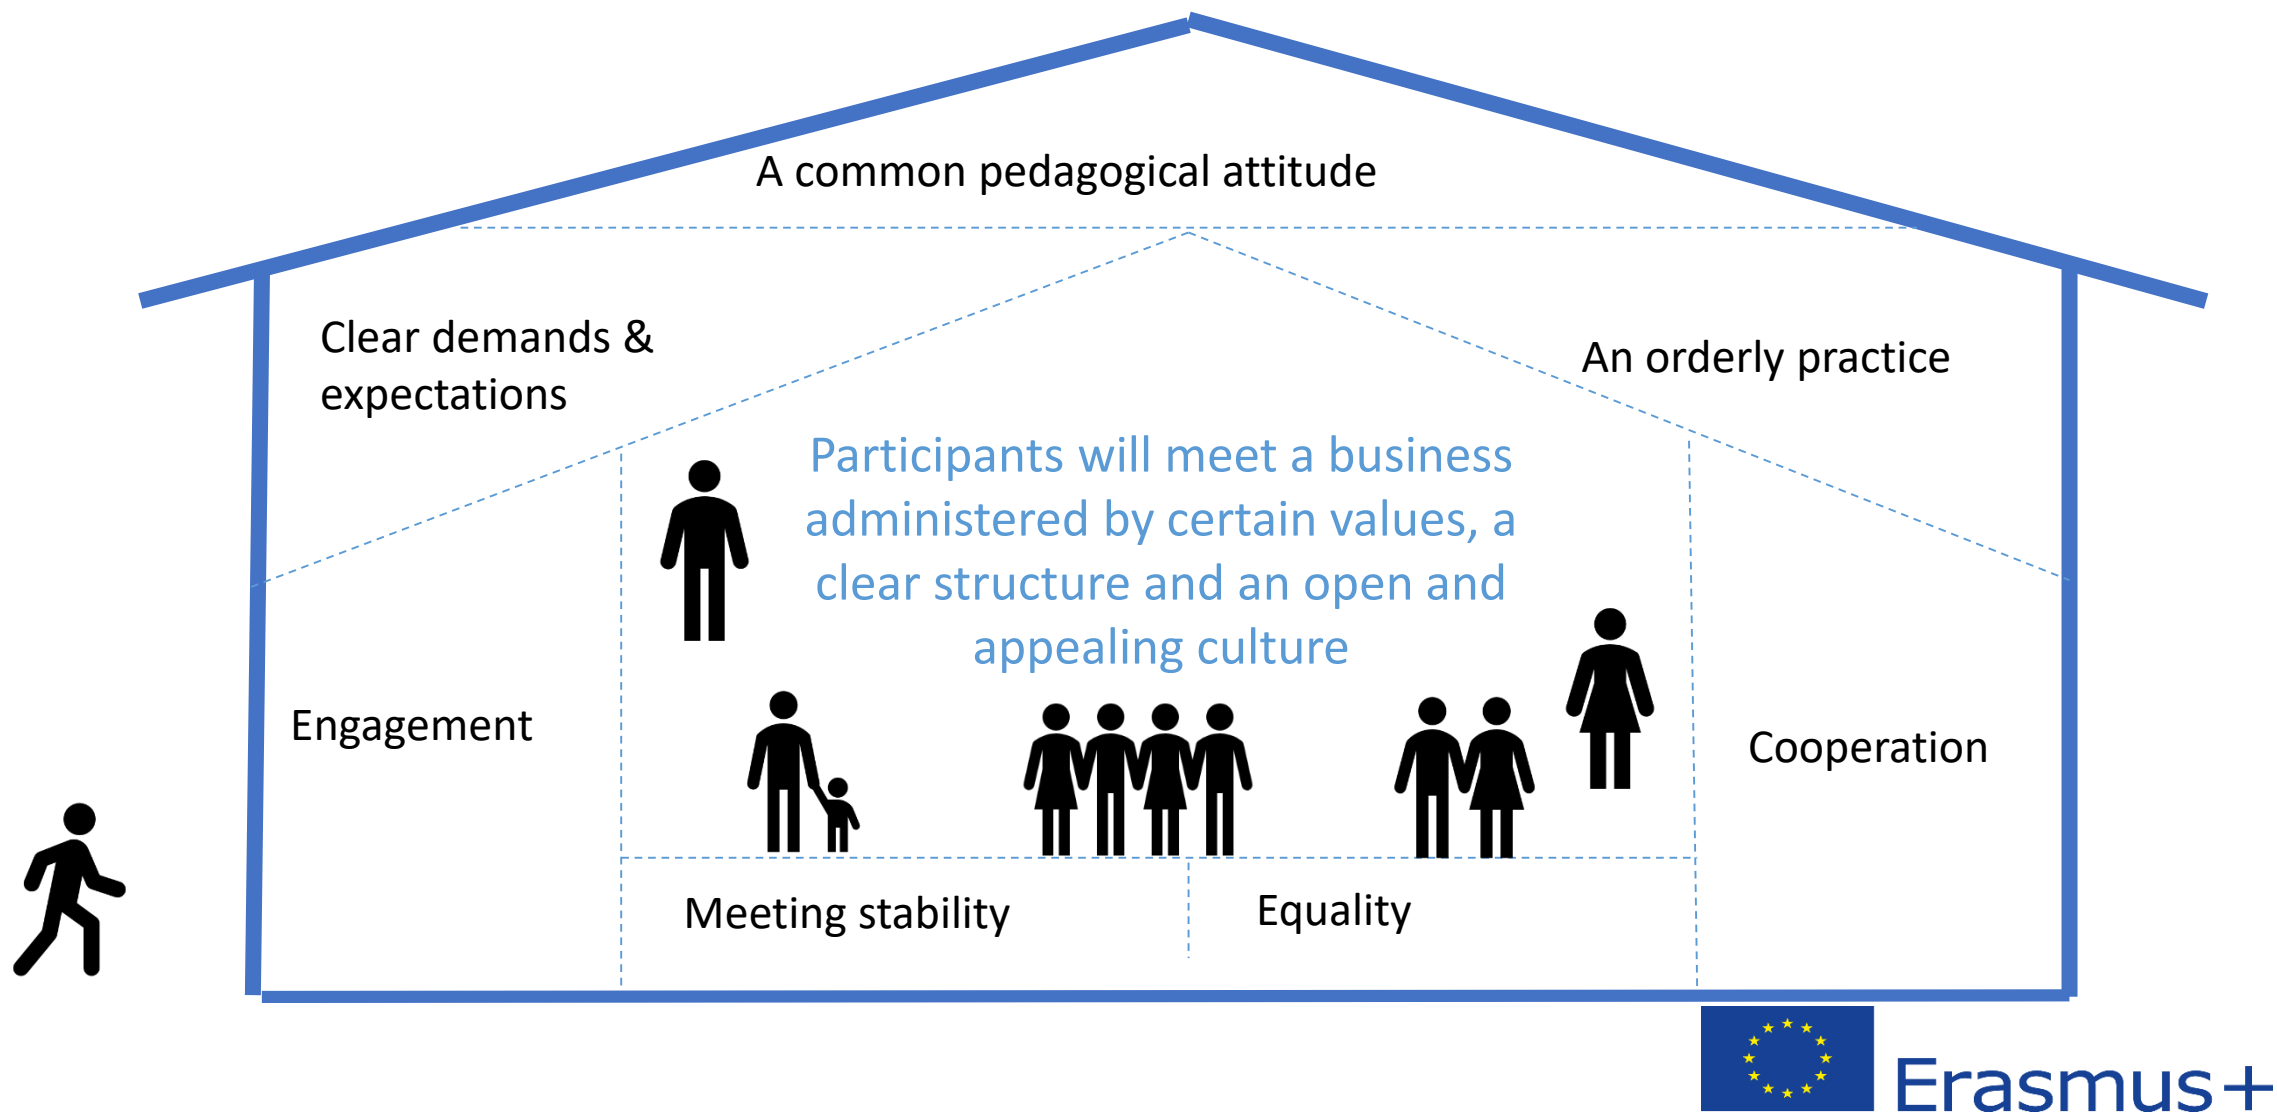 A common pedagogical attitude
Clear demands &
expectations
An orderly practice
Participants will meet a business
administered by certain values, a
clear structure and an open and
appealing culture
Engagement
Cooperation
Meeting stability
Equality
Erasmus+